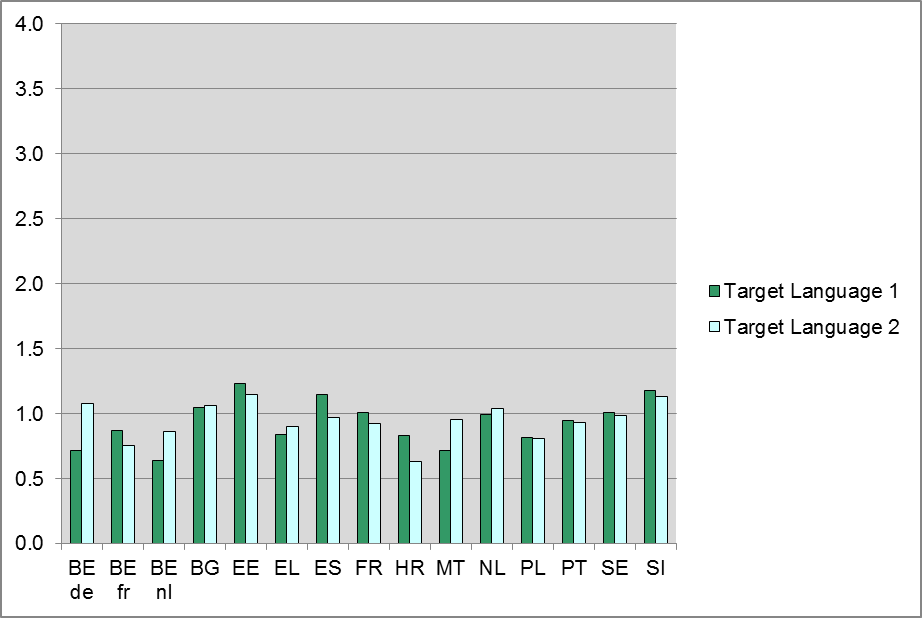 4.0
3.5
3.0
2.5
2.0
1.5
1.0
0.5
0.0
BE de
BE fr
BE nl
BG
EE
EL
ES
FR
HR
MT
NL
PL
PT
SE
SI
Target Language 1
Target Language 2